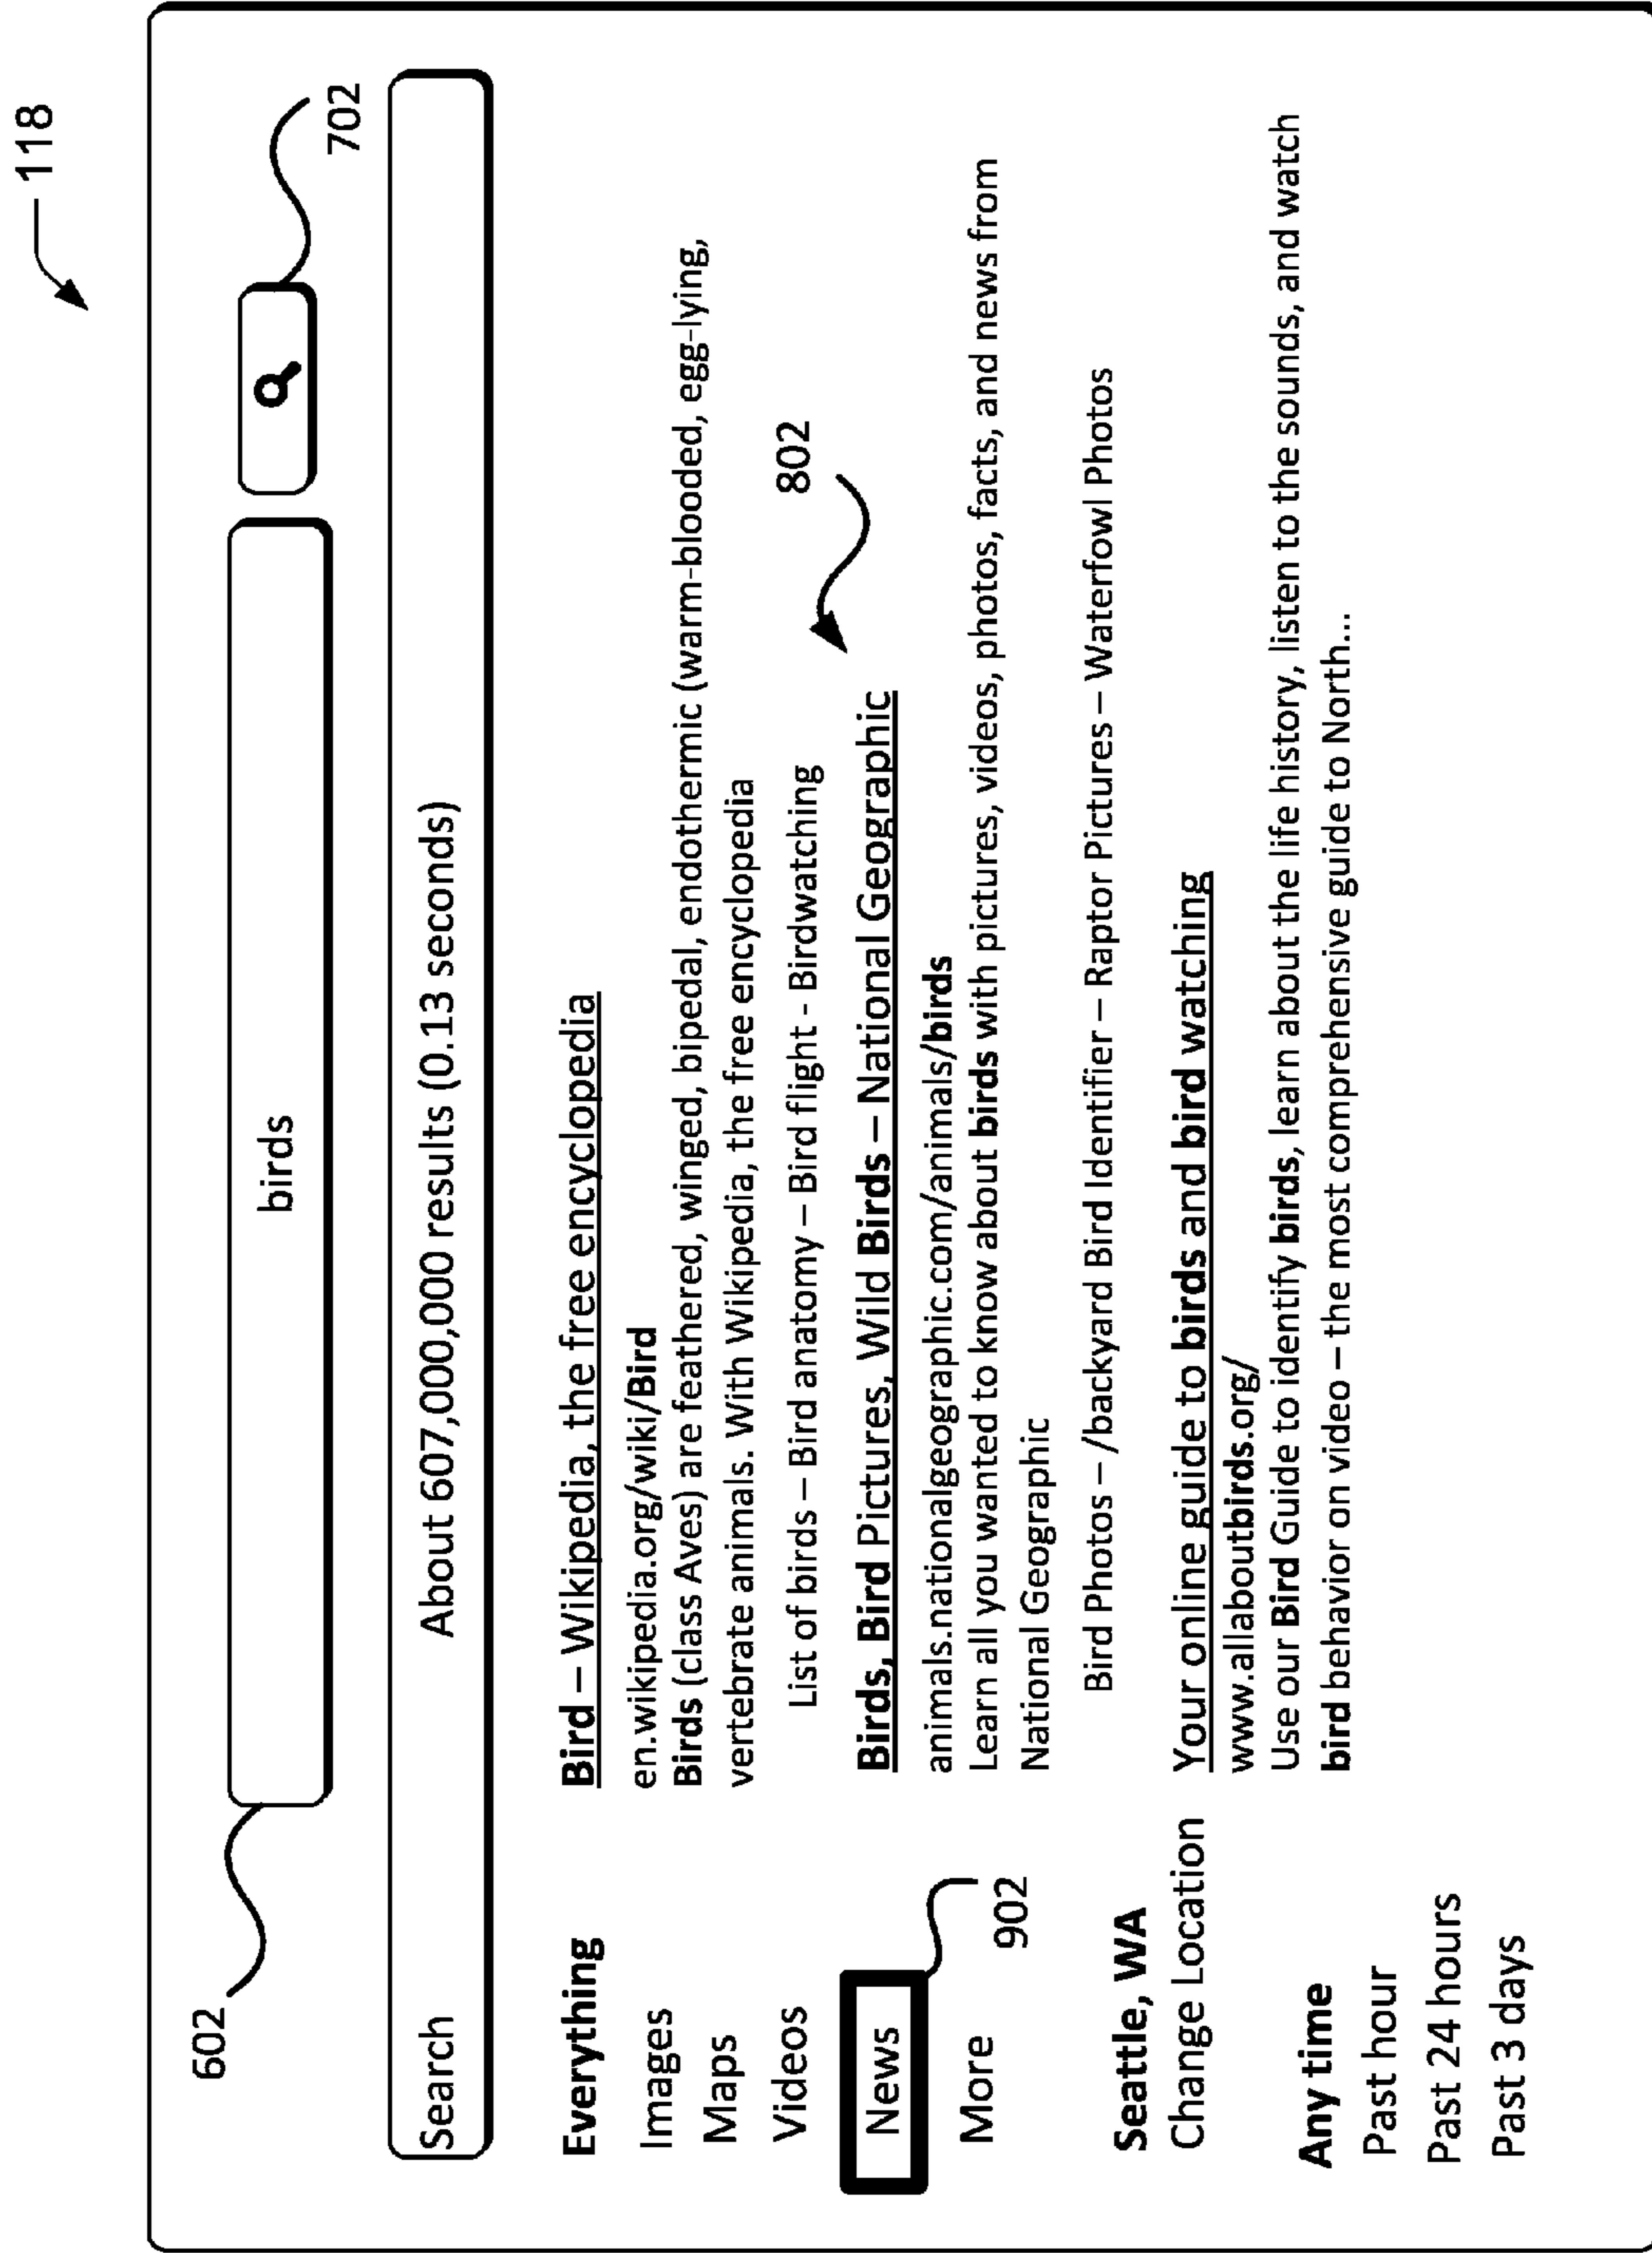 118
602
birds
702
Search
About 607,000,000 results (0.13 seconds)
Everything
Images
Maps
Videos
News
902
More
Seattle, WA
Change Location
Any time
Past hour
Past 24 hours
Past 3 days
Bird – Wikipedia, the free encyclopedia
en.wikipedia.org/wiki/Bird
Birds (class Aves) are feathered, winged, bipedal, endothermic (warm-blooded, egg-lying,
vertebrate animals. With Wikipedia, the free encyclopedia
List of birds – Bird anatomy – Bird flight - Birdwatching
802
Birds, Bird Pictures, Wild Birds – National Geographic
animals.nationalgeographic.com/animals/birds
Learn all you wanted to know about birds with pictures, videos, photos, facts, and news from
National Geographic
Bird Photos – /backyard Bird Identifier – Raptor Pictures – Waterfowl Photos
Your online guide to birds and bird watching
www.allaboutbirds.org/
Use our Bird Guide to identify birds, learn about the life history, listen to the sounds, and watch
bird behavior on video – the most comprehensive guide to North...